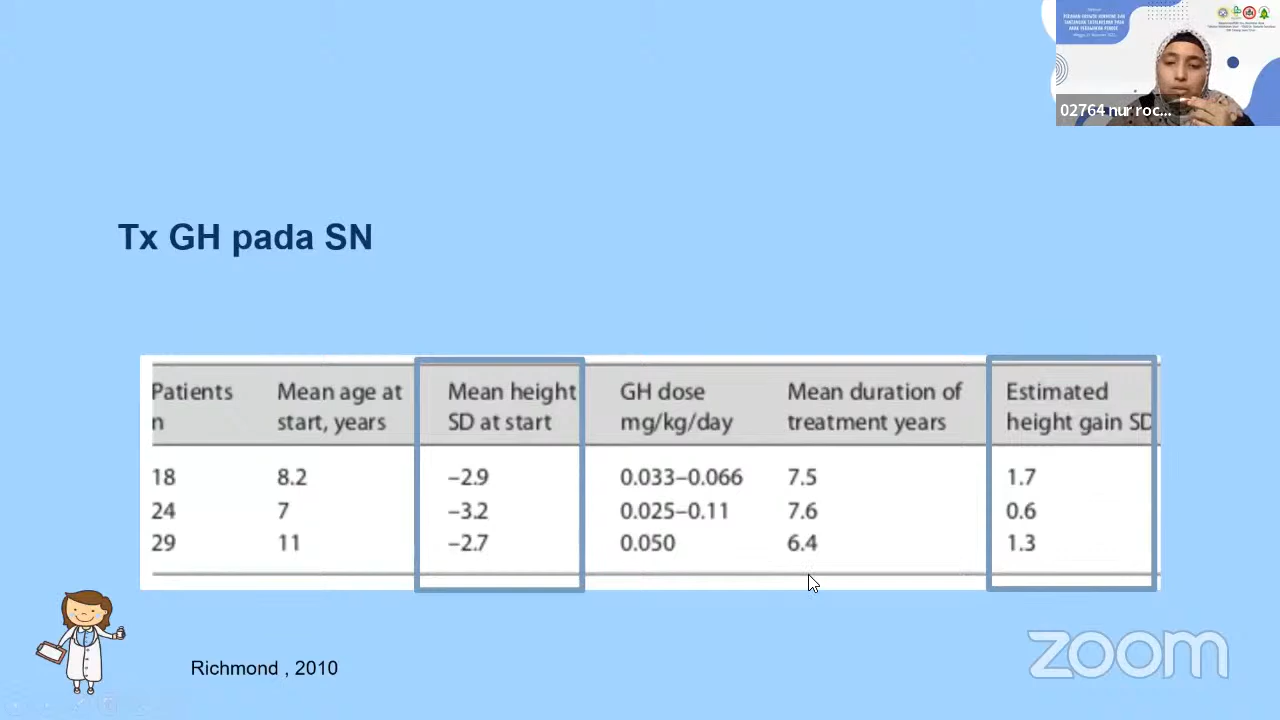 02764 nur roc...
Tx GH pada SN
Patients n | Mean age at start, years | Mean height SD at start | GH dose mg/kg/day | Mean duration of treatment years | Estimated height gain SD
18 | 8.2 | −2.9 | 0.033–0.066 | 7.5 | 1.7
24 | 7 | −3.2 | 0.025–0.11 | 7.6 | 0.6
29 | 11 | −2.7 | 0.050 | 6.4 | 1.3
Richmond , 2010
zoom